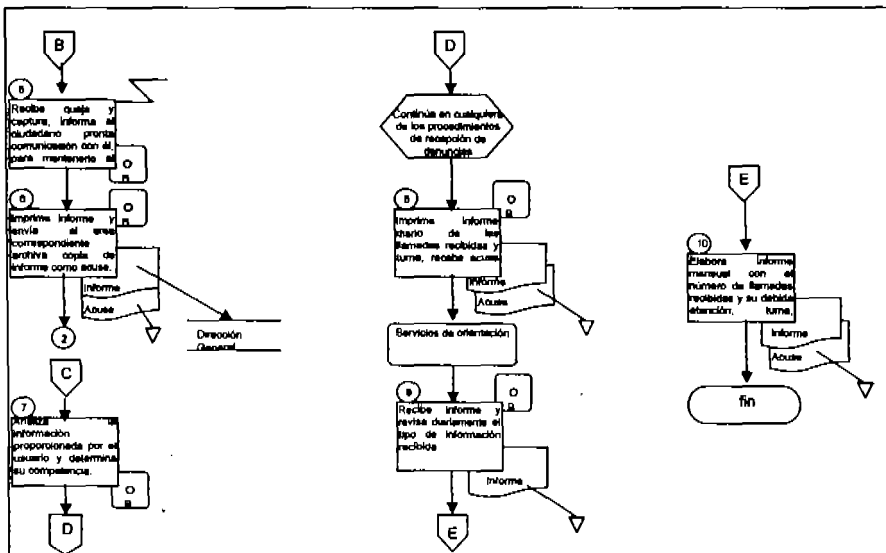 B
Recibe queja y
captura, informa al
ciudadano pronta
comunicación con él,
para mantenerle al
O
6
Imprime informe y
envía al area
correspondiente
archiva copia de
informe como acuse.
O
Informe
Acuse
2
Dirección
General
C
7
Analiza la
información
proporcionada por el
usuario y determina
su competencia.
O
D
D
Continúa en cualquiera
de los procedimientos
de recepción de
denuncias
O
Imprime informe
diario de las
llamadas recibidas y
turna, recaba acuse
Informe
Acuse
Servicios de orientación
9
O
Recibe informe y
revisa diariamente el
tipo de información
recibida
Informe
E
E
10
Elabora informe
mensual con el
número de llamadas
recibidas y su debida
atención, turna,
Informe
Acuse
fin